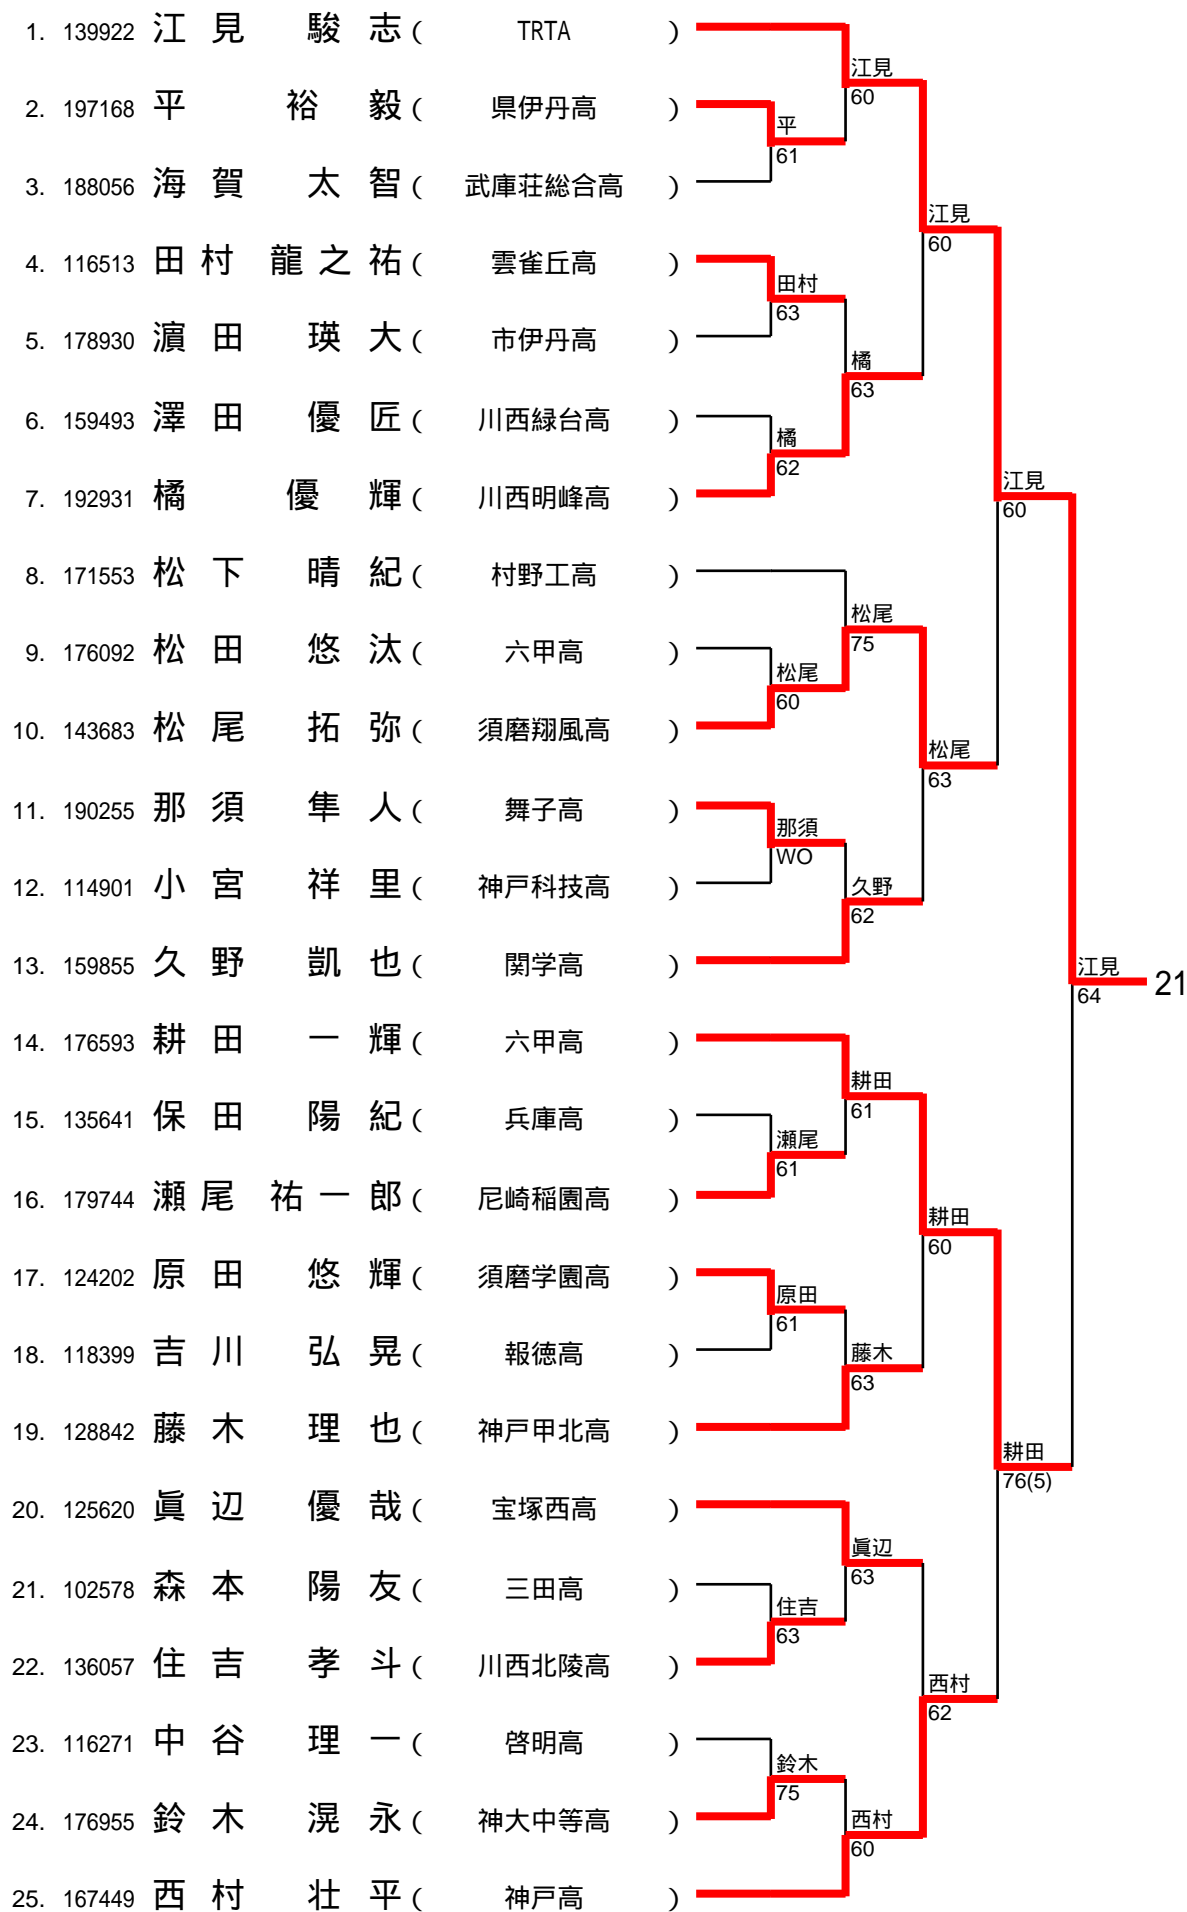 1. 139922 江見 駿志 ( TRTA )
江見
60
2. 197168 平 裕毅 ( 県伊丹高 )
平
61
3. 188056 海賀 太智 ( 武庫荘総合高 )
江見
60
4. 116513 田村 龍之祐 ( 雲雀丘高 )
田村
63
5. 178930 濵田 瑛大 ( 市伊丹高 )
橘
63
6. 159493 澤田 優匠 ( 川西緑台高 )
橘
62
7. 192931 橘 優輝 ( 川西明峰高 )
江見
60
8. 171553 松下 晴紀 ( 村野工高 )
松尾
75
9. 176092 松田 悠汰 ( 六甲高 )
松尾
60
10. 143683 松尾 拓弥 ( 須磨翔風高 )
松尾
63
11. 190255 那須 隼人 ( 舞子高 )
那須
WO
12. 114901 小宮 祥里 ( 神戸科技高 )
久野
62
13. 159855 久野 凱也 ( 関学高 )
江見
64
21
14. 176593 耕田 一輝 ( 六甲高 )
耕田
61
15. 135641 保田 陽紀 ( 兵庫高 )
瀬尾
61
16. 179744 瀬尾 祐一郎 ( 尼崎稲園高 )
耕田
60
17. 124202 原田 悠輝 ( 須磨学園高 )
原田
61
18. 118399 吉川 弘晃 ( 報徳高 )
藤木
63
19. 128842 藤木 理也 ( 神戸甲北高 )
耕田
76(5)
20. 125620 眞辺 優哉 ( 宝塚西高 )
眞辺
63
21. 102578 森本 陽友 ( 三田高 )
住吉
63
22. 136057 住吉 孝斗 ( 川西北陵高 )
西村
62
23. 116271 中谷 理一 ( 啓明高 )
鈴木
75
24. 176955 鈴木 滉永 ( 神大中等高 )
西村
60
25. 167449 西村 壮平 ( 神戸高 )